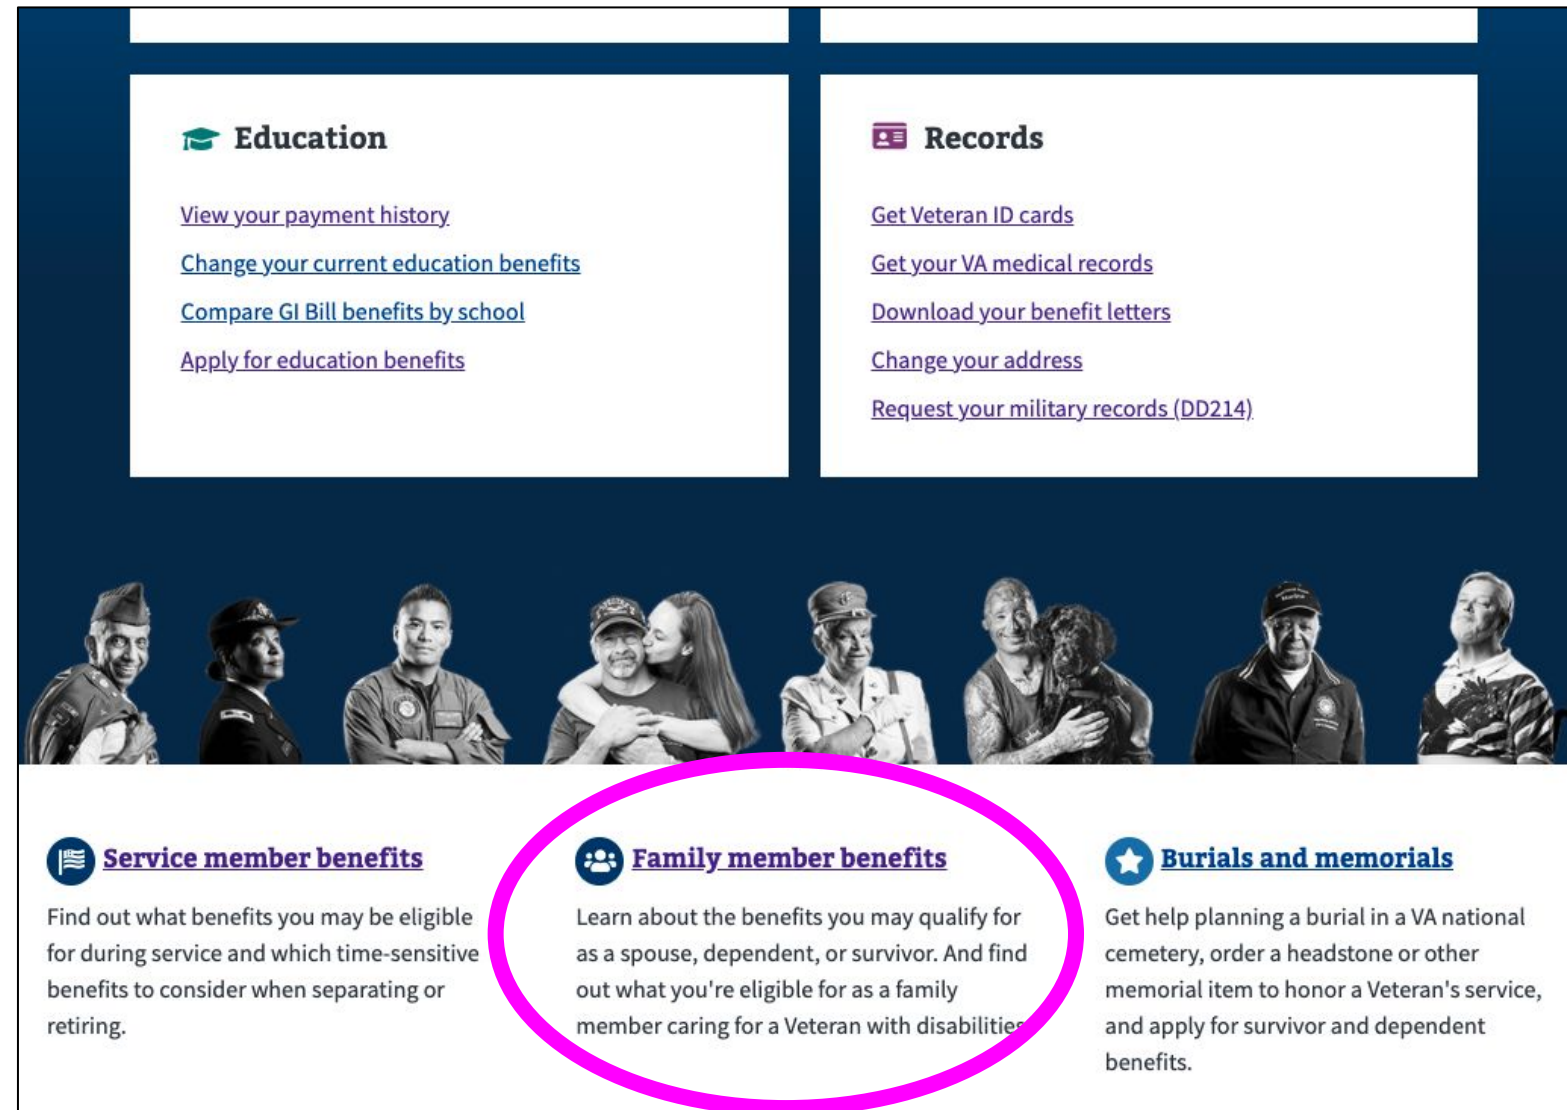 Education
View your payment history
Change your current education benefits
Compare GI Bill benefits by school
Apply for education benefits
Records
Get Veteran ID cards
Get your VA medical records
Download your benefit letters
Change your address
Request your military records (DD214)
Service member benefits
Find out what benefits you may be eligible
for during service and which time-sensitive
benefits to consider when separating or
retiring.
Family member benefits
Learn about the benefits you may qualify for
as a spouse, dependent, or survivor. And find
out what you're eligible for as a family
member caring for a Veteran with disabilities
Burials and memorials
Get help planning a burial in a VA national
cemetery, order a headstone or other
memorial item to honor a Veteran's service,
and apply for survivor and dependent
benefits.